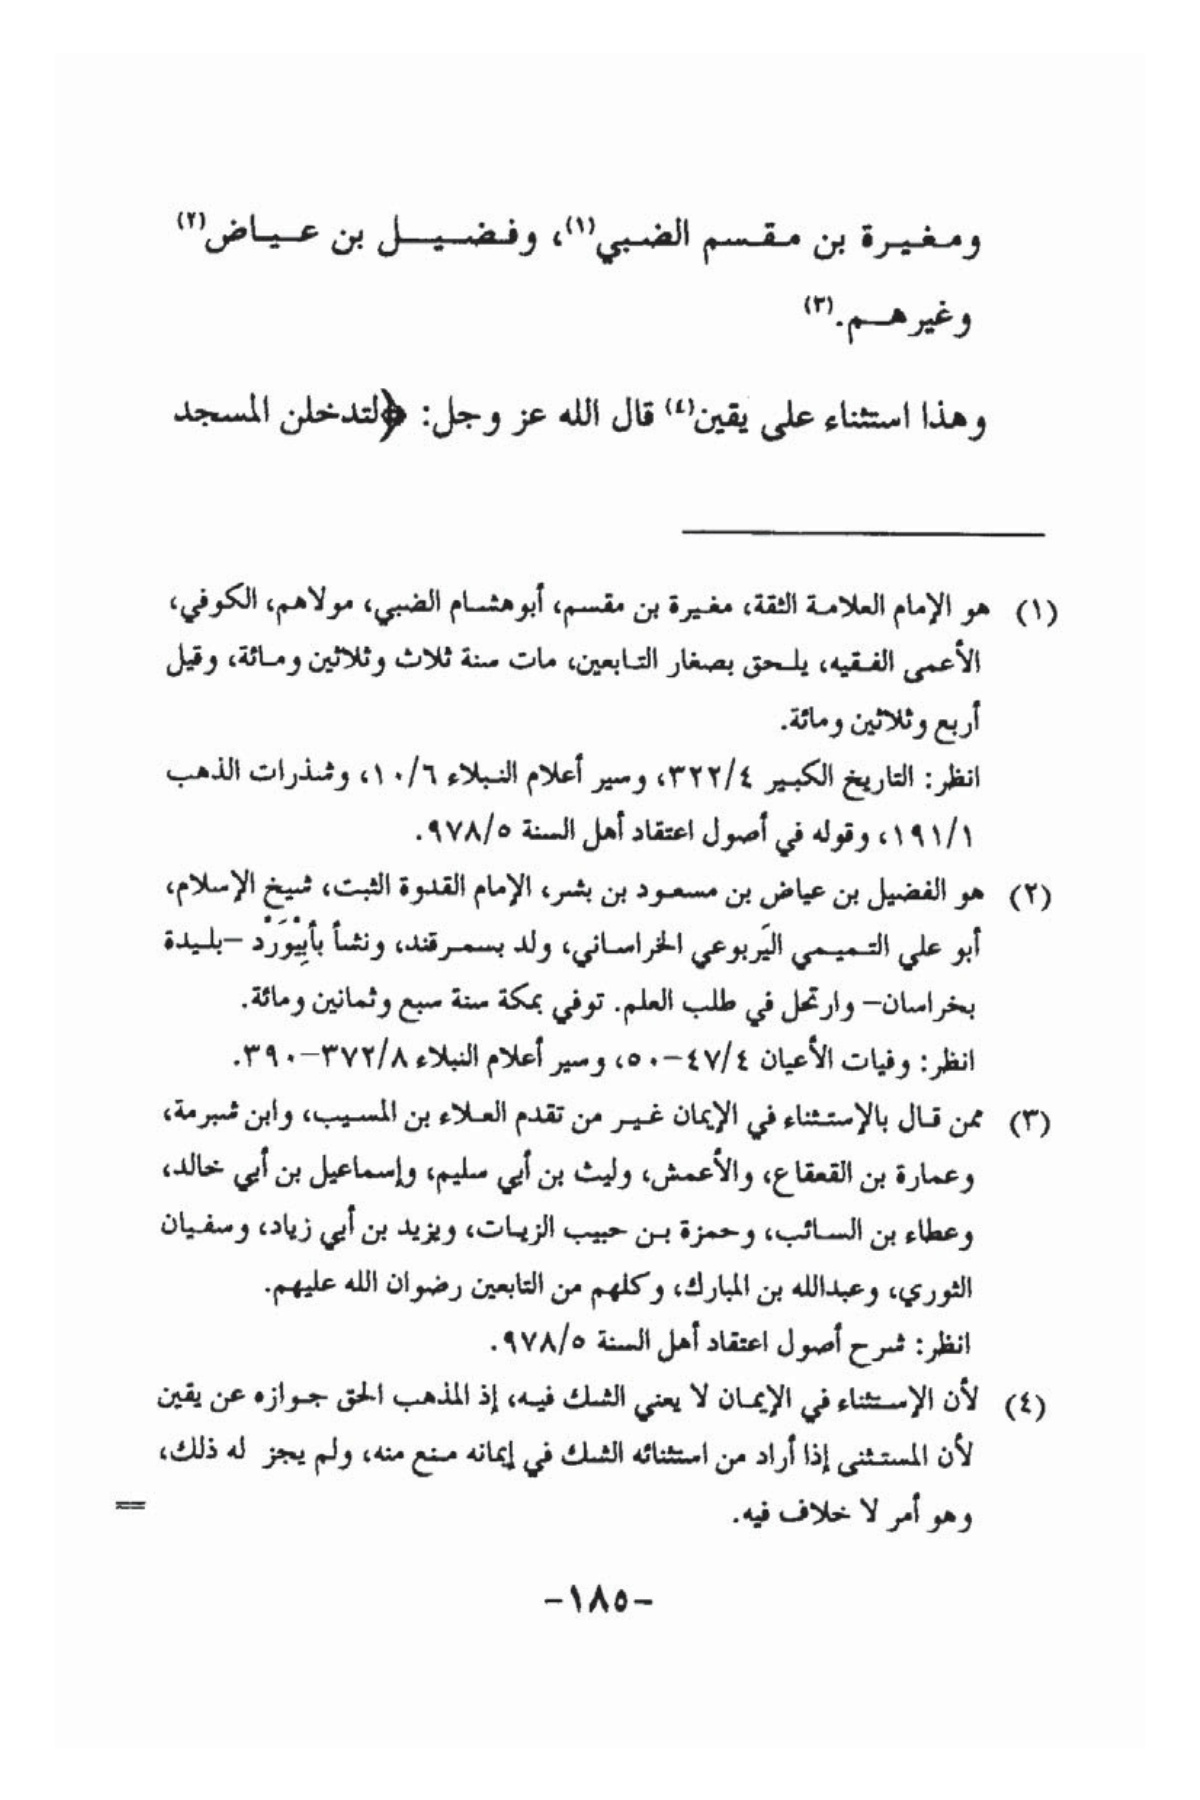 ومغيرة بن مقسم الضبي(١)، وفضيل بن عياض(٢)
وغيرهم.(٣)
وهذا استثناء على يقين(٤) قال الله عز وجل: ﴿لتدخلن المسجد
(١) هو الإمام العلامة الثقة، مغيرة بن مقسم، أبوهشام الضبي، مولاهم، الكوفي،
الأعمى الفقيه، يلحق بصغار التابعين، مات سنة ثلاث وثلاثين ومائة، وقيل
أربع وثلاثين ومائة.
انظر: التاريخ الكبير ٣٢٢/٤، وسير أعلام النبلاء ١٠/٦، وشذرات الذهب
١٩١/١، وقوله في أصول اعتقاد أهل السنة ٩٧٨/٥.
(٢) هو الفضيل بن عياض بن مسعود بن بشر، الإمام القدوة الثبت، شيخ الإسلام،
أبو علي التميمي اليَربوعي الخراساني، ولد بسمرقند، ونشأ بأبِيْوَرْد -بليدة
بخراسان- وارتحل في طلب العلم. توفي بمكة سنة سبع وثمانين ومائة.
انظر: وفيات الأعيان ٤٧/٤-٥٠، وسير أعلام النبلاء ٣٧٢/٨-٣٩٠.
(٣) ممن قال بالإستثناء في الإيمان غير من تقدم العلاء بن المسيب، وابن شبرمة،
وعمارة بن القعقاع، والأعمش، وليث بن أبي سليم، وإسماعيل بن أبي خالد،
وعطاء بن السائب، وحمزة بن حبيب الزيات، ويزيد بن أبي زياد، وسفيان
الثوري، وعبدالله بن المبارك، وكلهم من التابعين رضوان الله عليهم.
انظر: شرح أصول اعتقاد أهل السنة ٩٧٨/٥.
(٤) لأن الإستثناء في الإيمان لا يعني الشك فيه، إذ المذهب الحق جوازه عن يقين
لأن المستثنى إذا أراد من استثنائه الشك في إيمانه منع منه، ولم يجز له ذلك،
وهو أمر لا خلاف فيه. =
-١٨٥-